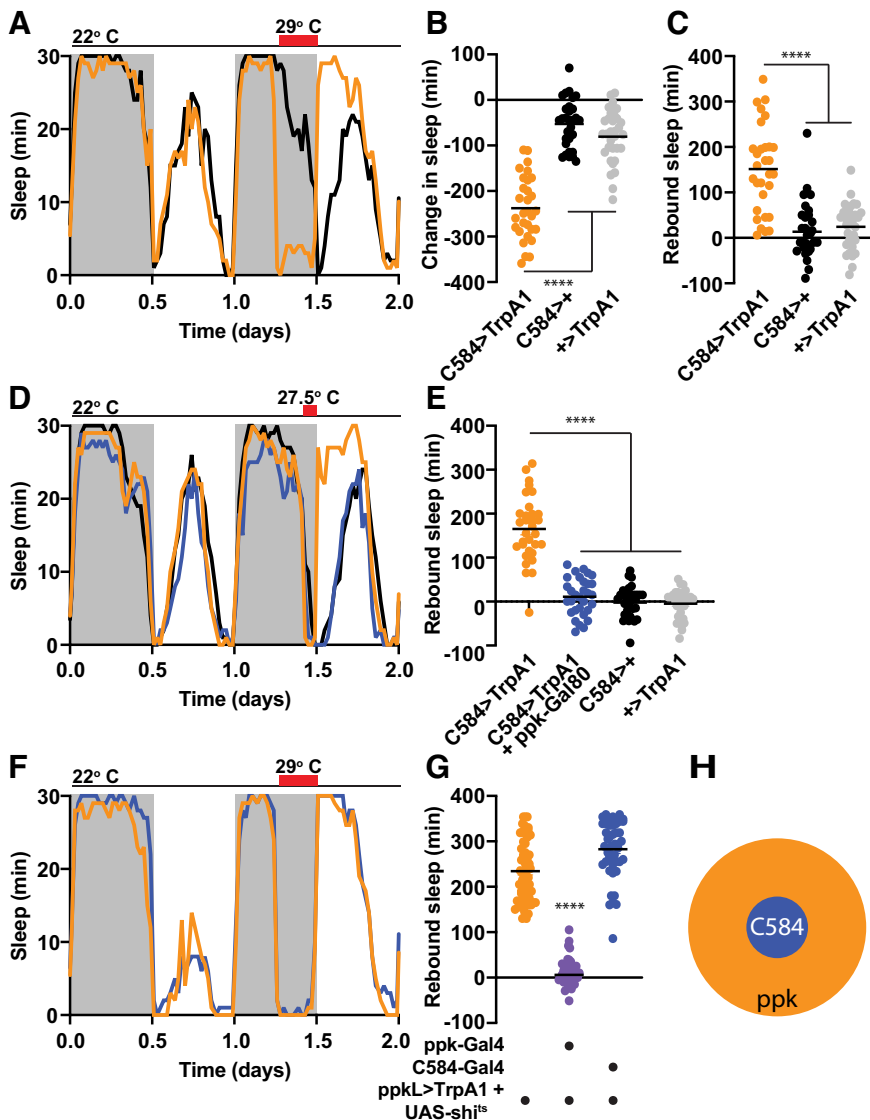 A
22° C
29° C
Sleep (min)
30
20
10
0
0.0
0.5
1.0
1.5
2.0
Time (days)
B
Change in sleep (min)
100
0
-100
-200
-300
-400
****
C584>TrpA1
C584>+
+>TrpA1
C
Rebound sleep (min)
400
300
200
100
0
-100
****
C584>TrpA1
C584>+
+>TrpA1
D
22° C
27.5° C
Sleep (min)
30
20
10
0
0.0
0.5
1.0
1.5
2.0
Time (days)
E
Rebound sleep (min)
400
300
200
100
0
-100
****
C584>TrpA1
C584>TrpA1
+ ppk-Gal80
C584>+
+>TrpA1
F
22° C
29° C
Sleep (min)
30
20
10
0
0.0
0.5
1.0
1.5
2.0
Time (days)
G
Rebound sleep (min)
400
300
200
100
0
-100
****
ppk-Gal4
C584-Gal4
ppkL>TrpA1 +
UAS-shits
H
C584
ppk